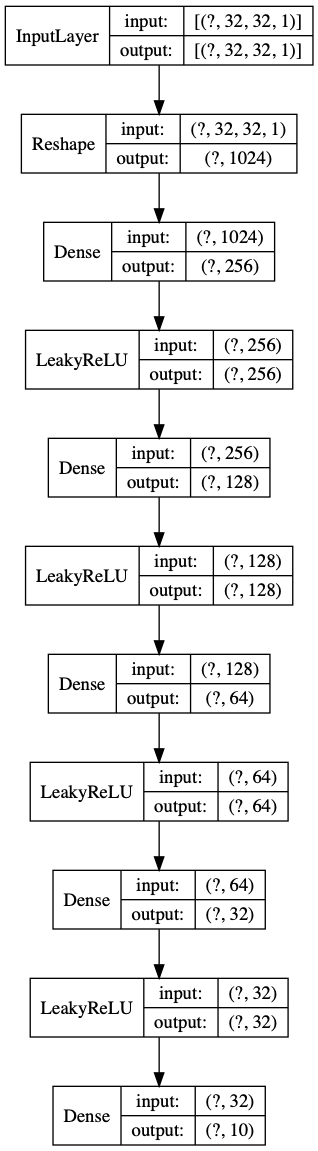 InputLayer input: [(?, 32, 32, 1)]
output: [(?, 32, 32, 1)]
Reshape input: (?, 32, 32, 1)
output: (?, 1024)
Dense input: (?, 1024)
output: (?, 256)
LeakyReLU input: (?, 256)
output: (?, 256)
Dense input: (?, 256)
output: (?, 128)
LeakyReLU input: (?, 128)
output: (?, 128)
Dense input: (?, 128)
output: (?, 64)
LeakyReLU input: (?, 64)
output: (?, 64)
Dense input: (?, 64)
output: (?, 32)
LeakyReLU input: (?, 32)
output: (?, 32)
Dense input: (?, 32)
output: (?, 10)